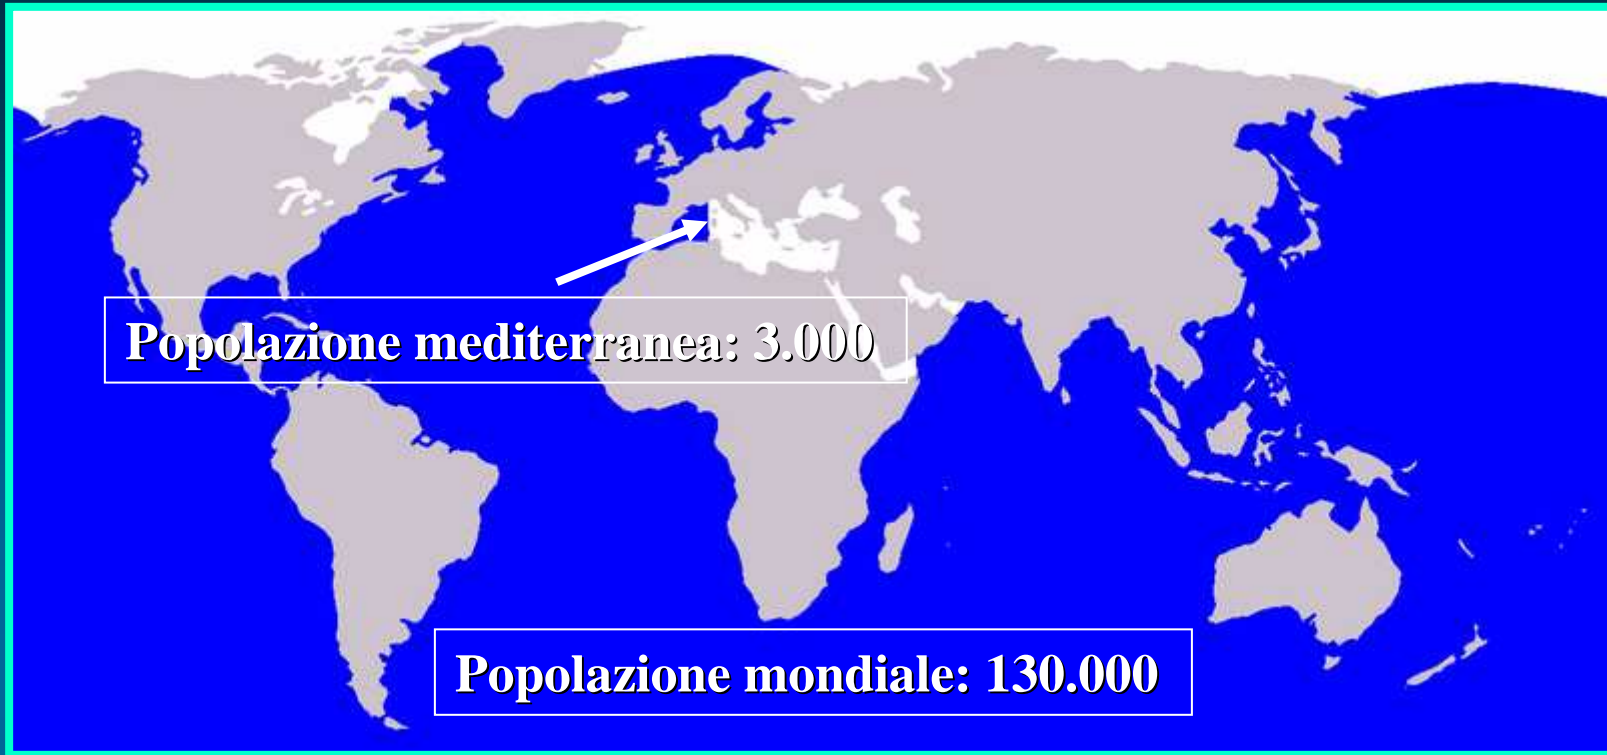 Popolazione mediterranea: 3.000
Popolazione mondiale: 130.000